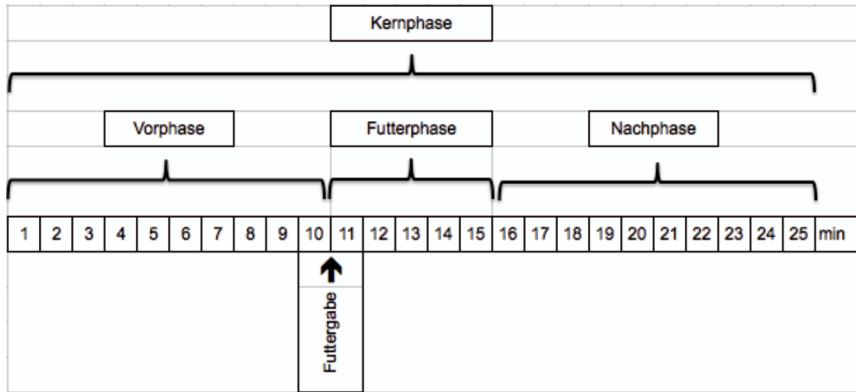 Kernphase
Vorphase Futterphase Nachphase
1 2 3 4 5 6 7 8 9 10 11 12 13 14 15 16 17 18 19 20 21 22 23 24 25 min
Futtergabe